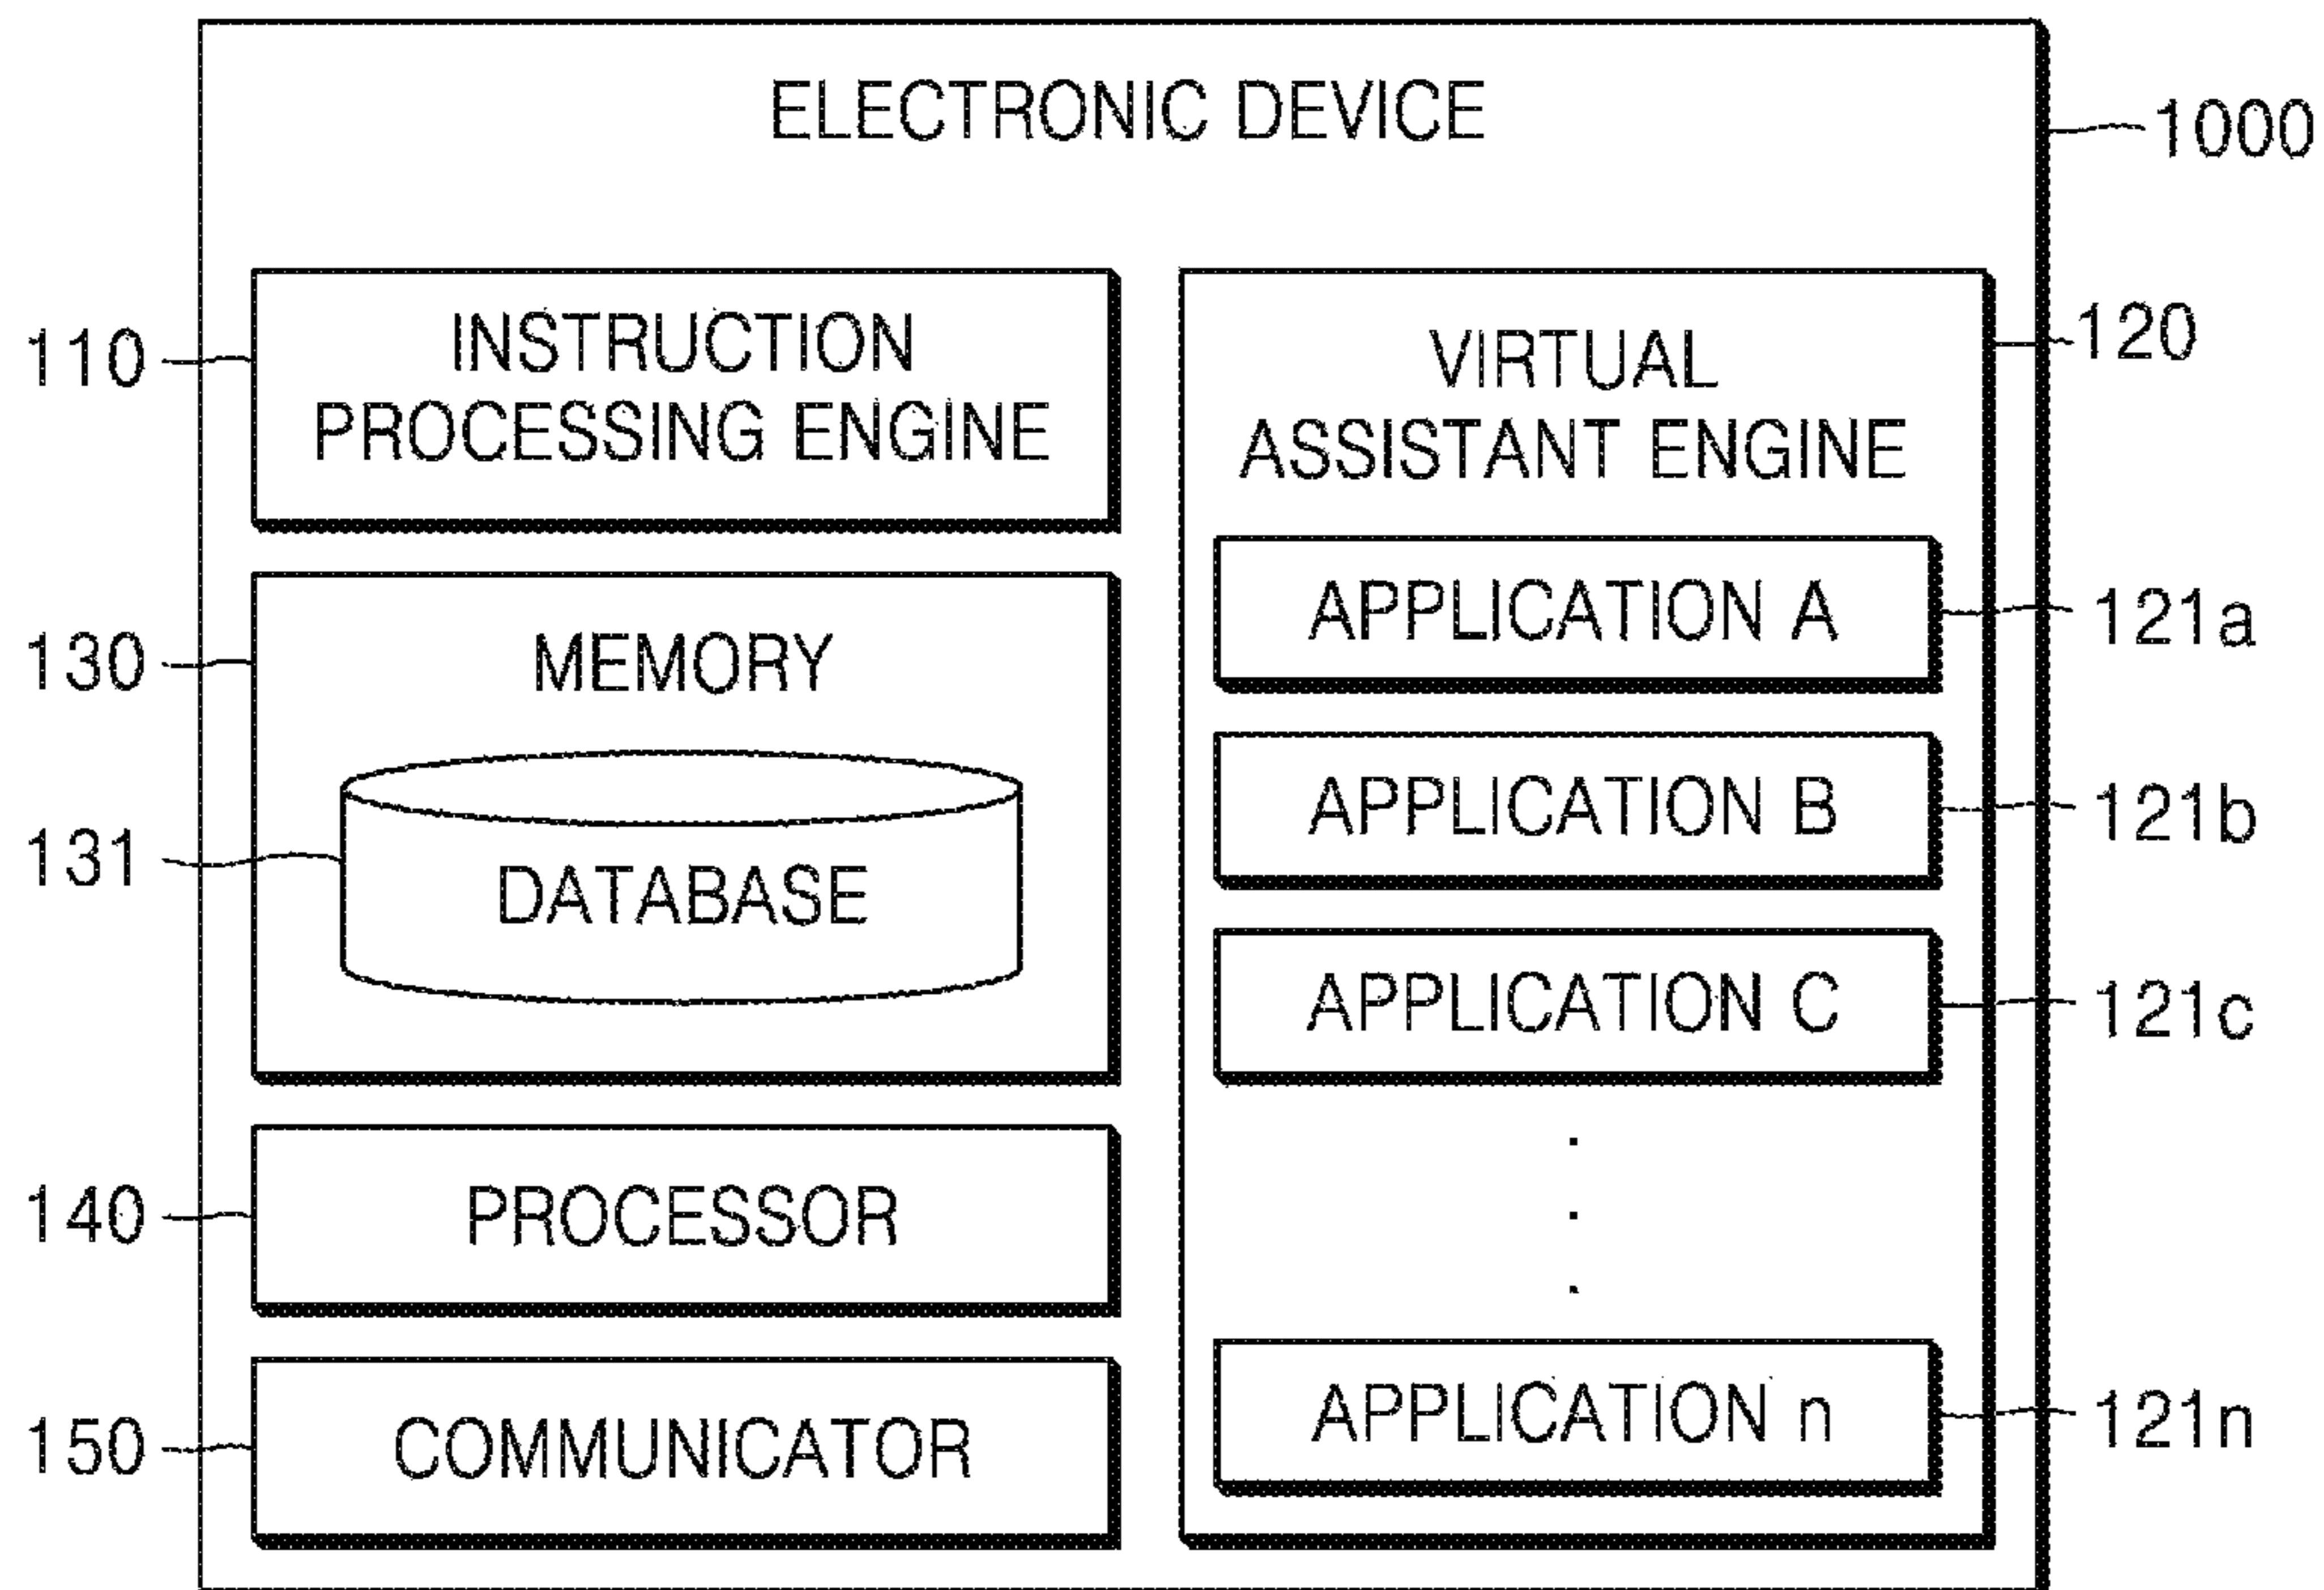 ELECTRONIC DEVICE
1000
110
INSTRUCTION
PROCESSING ENGINE
130
MEMORY
131
DATABASE
140
PROCESSOR
150
COMMUNICATOR
120
VIRTUAL
ASSISTANT ENGINE
APPLICATION A
121a
APPLICATION B
121b
APPLICATION C
121c
APPLICATION n
121n